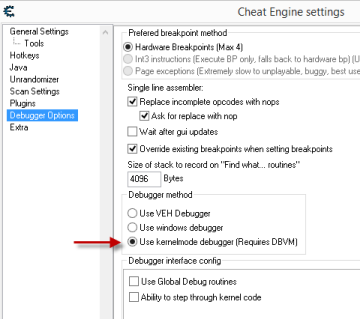 Cheat Engine settings
General Settings
Tools
Hotkeys
Java
Unrandomizer
Scan Settings
Plugins
Debugger Options
Extra
Prefered breakpoint method
Hardware Breakpoints (Max 4)
Int3 instructions (Execute BP only, falls back to hardware bp) (U
Page exceptions (Extremely slow to unplayable, buggy, best use
Single line assembler:
Replace incomplete opcodes with nops
Ask for replace with nop
Wait after gui updates
Override existing breakpoints when setting breakpoints
Size of stack to record on "Find what... routines"
4096 Bytes
Debugger method
Use VEH Debugger
Use windows debugger
Use kernelmode debugger (Requires DBVM)
Debugger interface config
Use Global Debug routines
Ability to step through kernel code